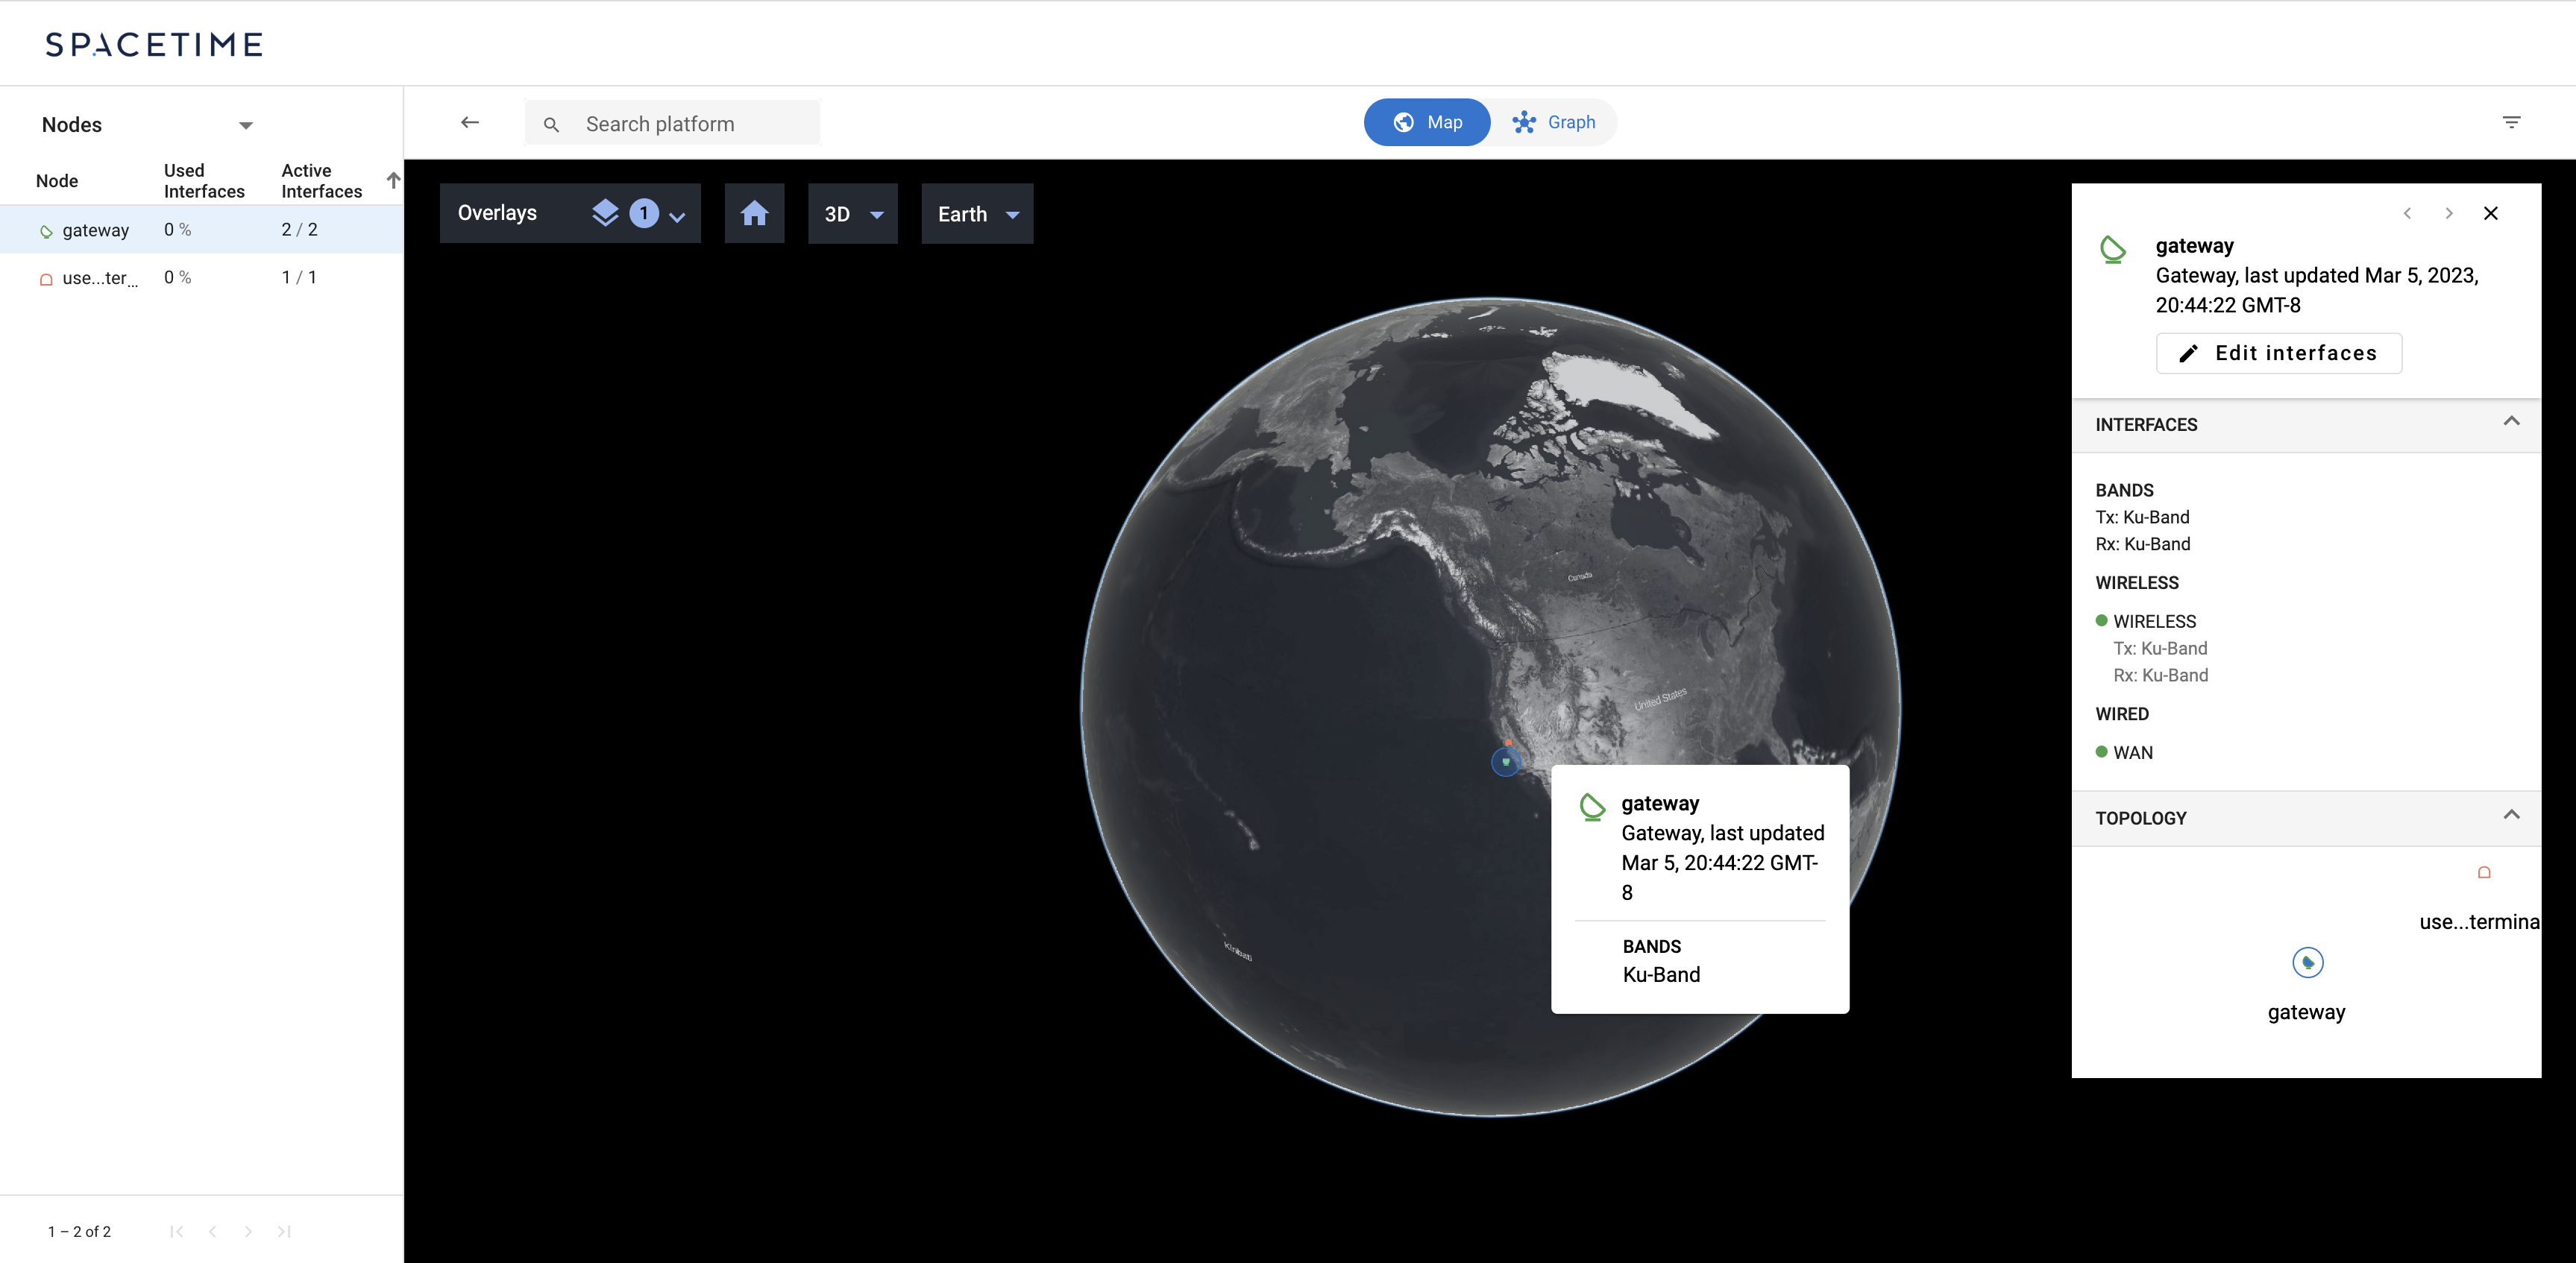 SPACETIME
Nodes
Search platform
Map
Graph
Node
Used
Interfaces
Active
Interfaces
gateway
0 %
2 / 2
use...ter...
0 %
1 / 1
Overlays
1
3D
Earth
gateway
Gateway, last updated Mar 5, 2023,
20:44:22 GMT-8
Edit interfaces
INTERFACES
BANDS
Tx: Ku-Band
Rx: Ku-Band
WIRELESS
WIRELESS
Tx: Ku-Band
Rx: Ku-Band
WIRED
WAN
TOPOLOGY
use...termina
gateway
Canada
United States
Kiribati
gateway
Gateway, last updated
Mar 5, 20:44:22 GMT-
8
BANDS
Ku-Band
1 – 2 of 2